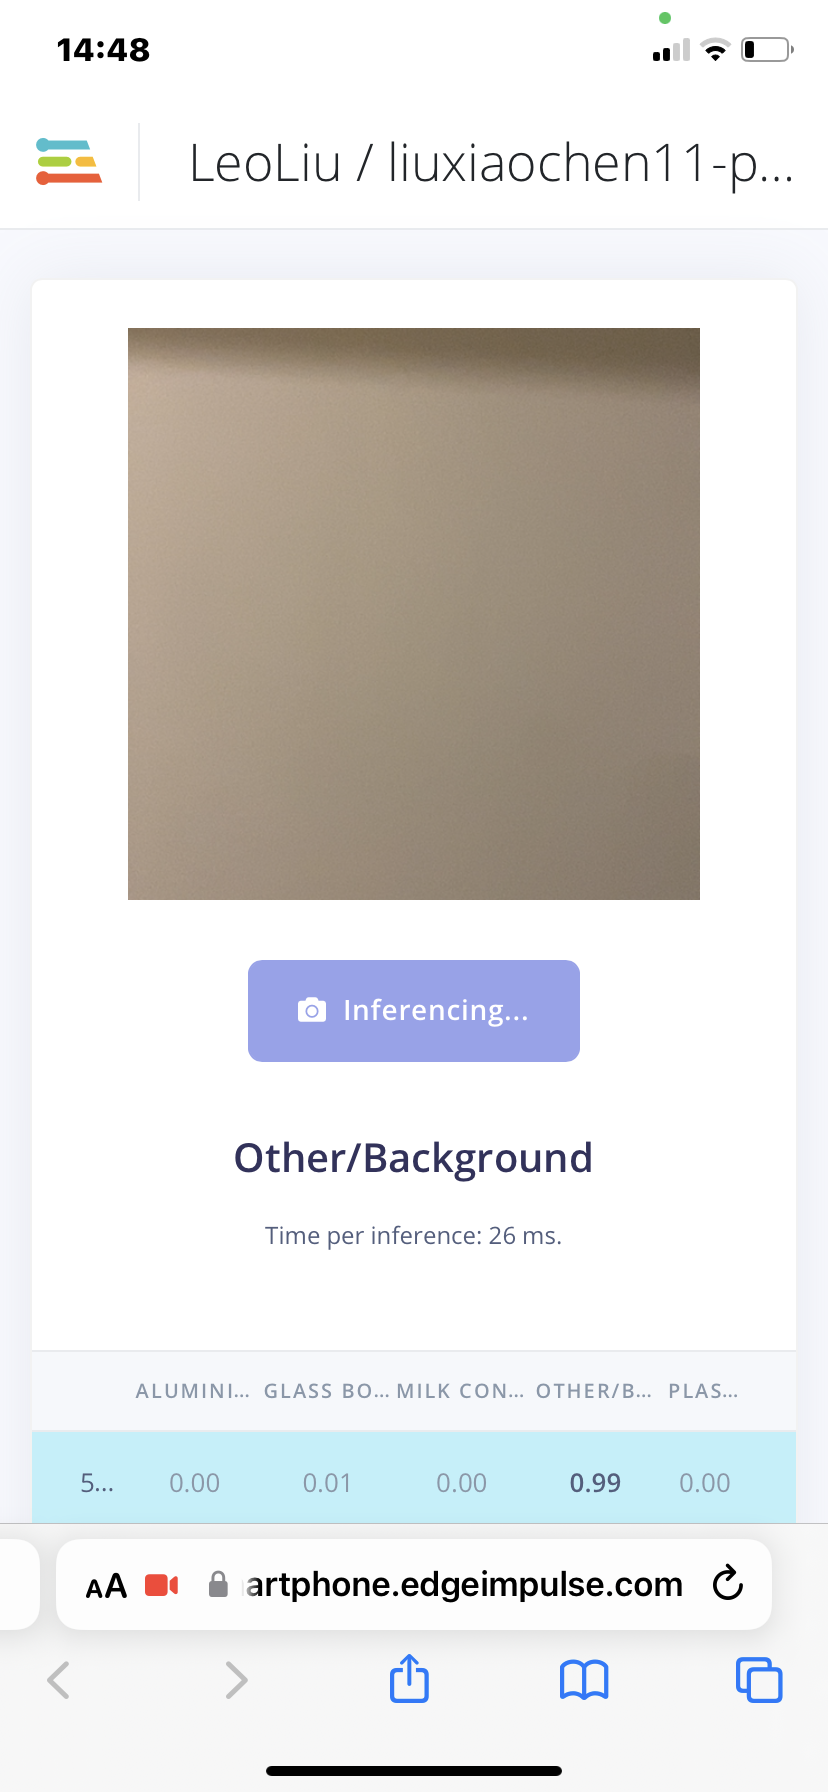 14:48
LeoLiu / liuxiaochen11-p...
Inferencing...
Other/Background
Time per inference: 26 ms.
ALUMINI... GLASS BO... MILK CON... OTHER/B... PLAS...
5... 0.00 0.01 0.00 0.99 0.00
AA artphone.edgeimpulse.com